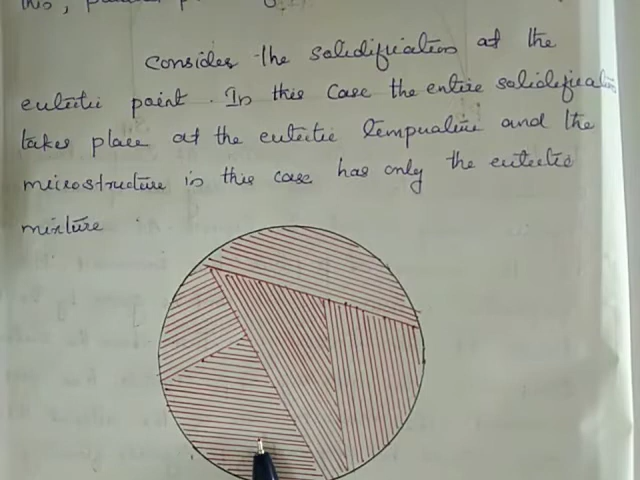 this,
Consider the solidification at the
eutectic point. In this case the entire solidification
takes place at the eutectic temperature and the
microstructure in this case has only the eutectic
mixture